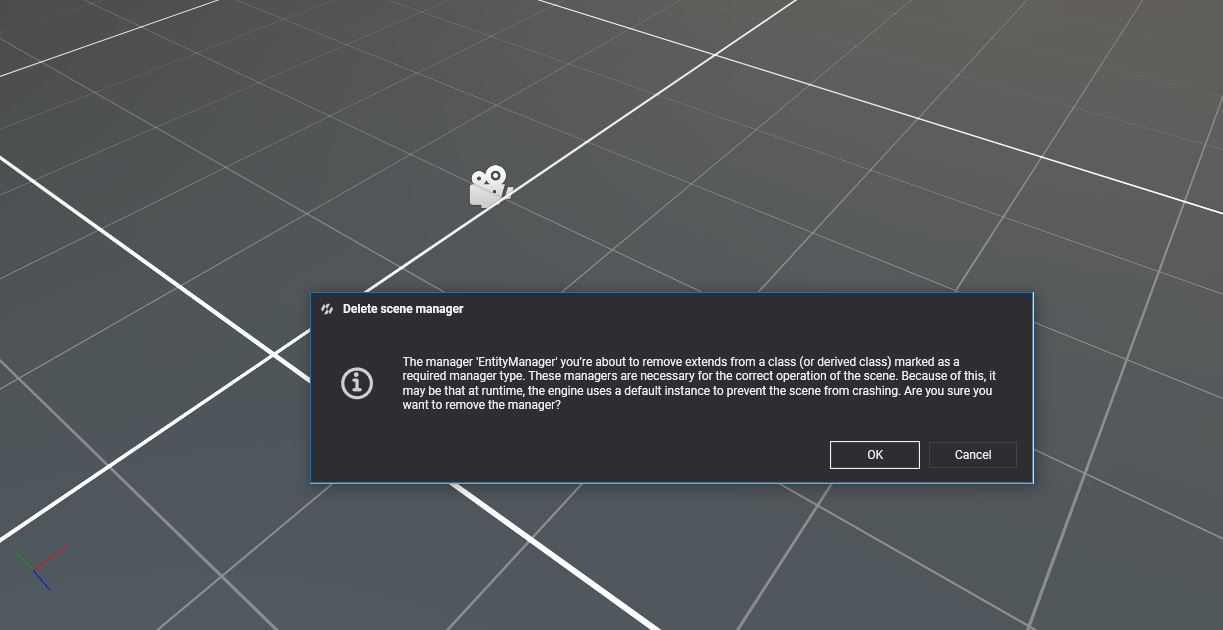 Delete scene manager
The manager 'EntityManager' you're about to remove extends from a class (or derived class) marked as a
required manager type. These managers are necessary for the correct operation of the scene. Because of this, it
may be that at runtime, the engine uses a default instance to prevent the scene from crashing. Are you sure you
want to remove the manager?
OK Cancel